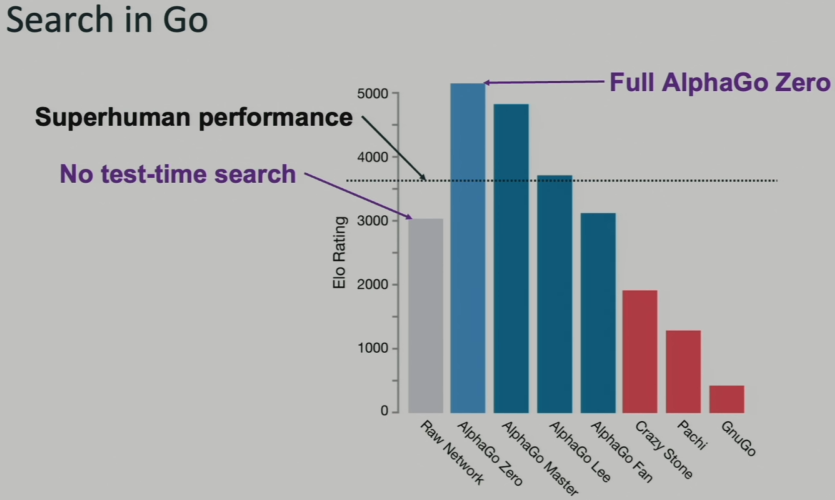 Search in Go
Full AlphaGo Zero
Superhuman performance
No test-time search
Elo Rating
5000
4000
3000
2000
1000
0
Raw Network
AlphaGo Zero
AlphaGo Master
AlphaGo Lee
AlphaGo Fan
Crazy Stone
Pachi
GnuGo